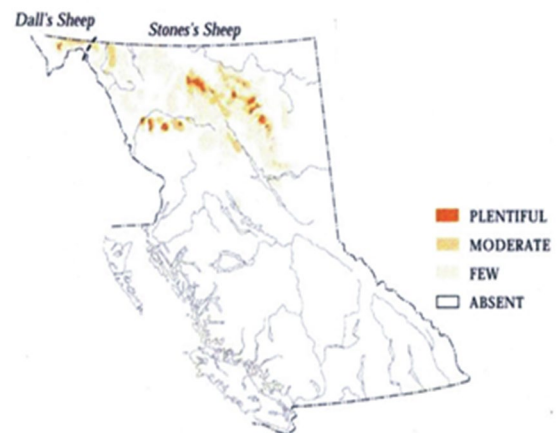 Dall's Sheep
Stones's Sheep
PLENTIFUL
MODERATE
FEW
ABSENT